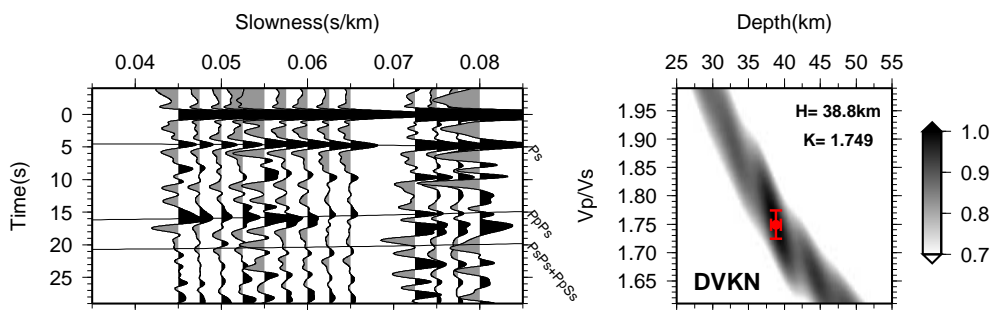 Slowness(s/km)
0.04 0.05 0.06 0.07 0.08
Time(s)
0
5
10
15
20
25
Ps
PpPs
PsPs+PpSs
Depth(km)
25 30 35 40 45 50 55
Vp/Vs
1.95
1.90
1.85
1.80
1.75
1.70
1.65
H= 38.8km
K= 1.749
DVKN
1.0
0.9
0.8
0.7